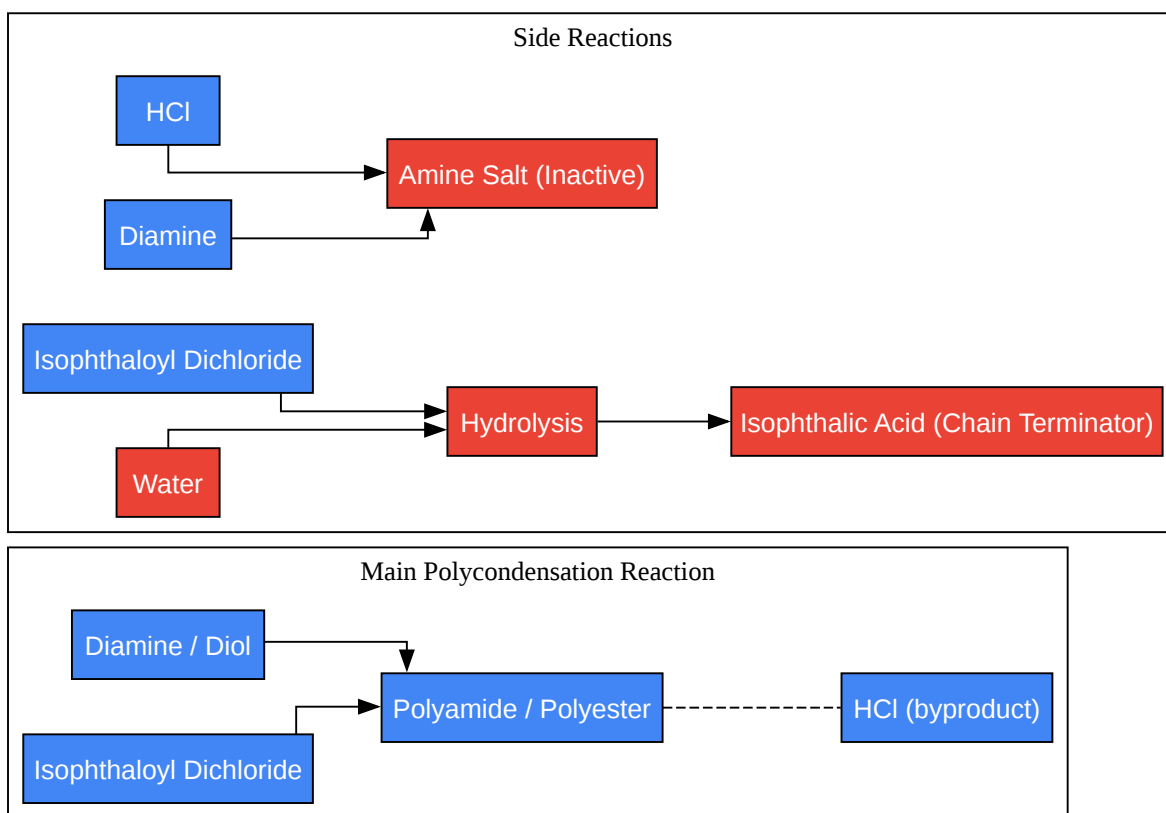 Side Reactions
HCl
Amine Salt (Inactive)
Diamine
Isophthaloyl Dichloride
Hydrolysis
Isophthalic Acid (Chain Terminator)
Water
Main Polycondensation Reaction
Diamine / Diol
Polyamide / Polyester
HCl (byproduct)
Isophthaloyl Dichloride